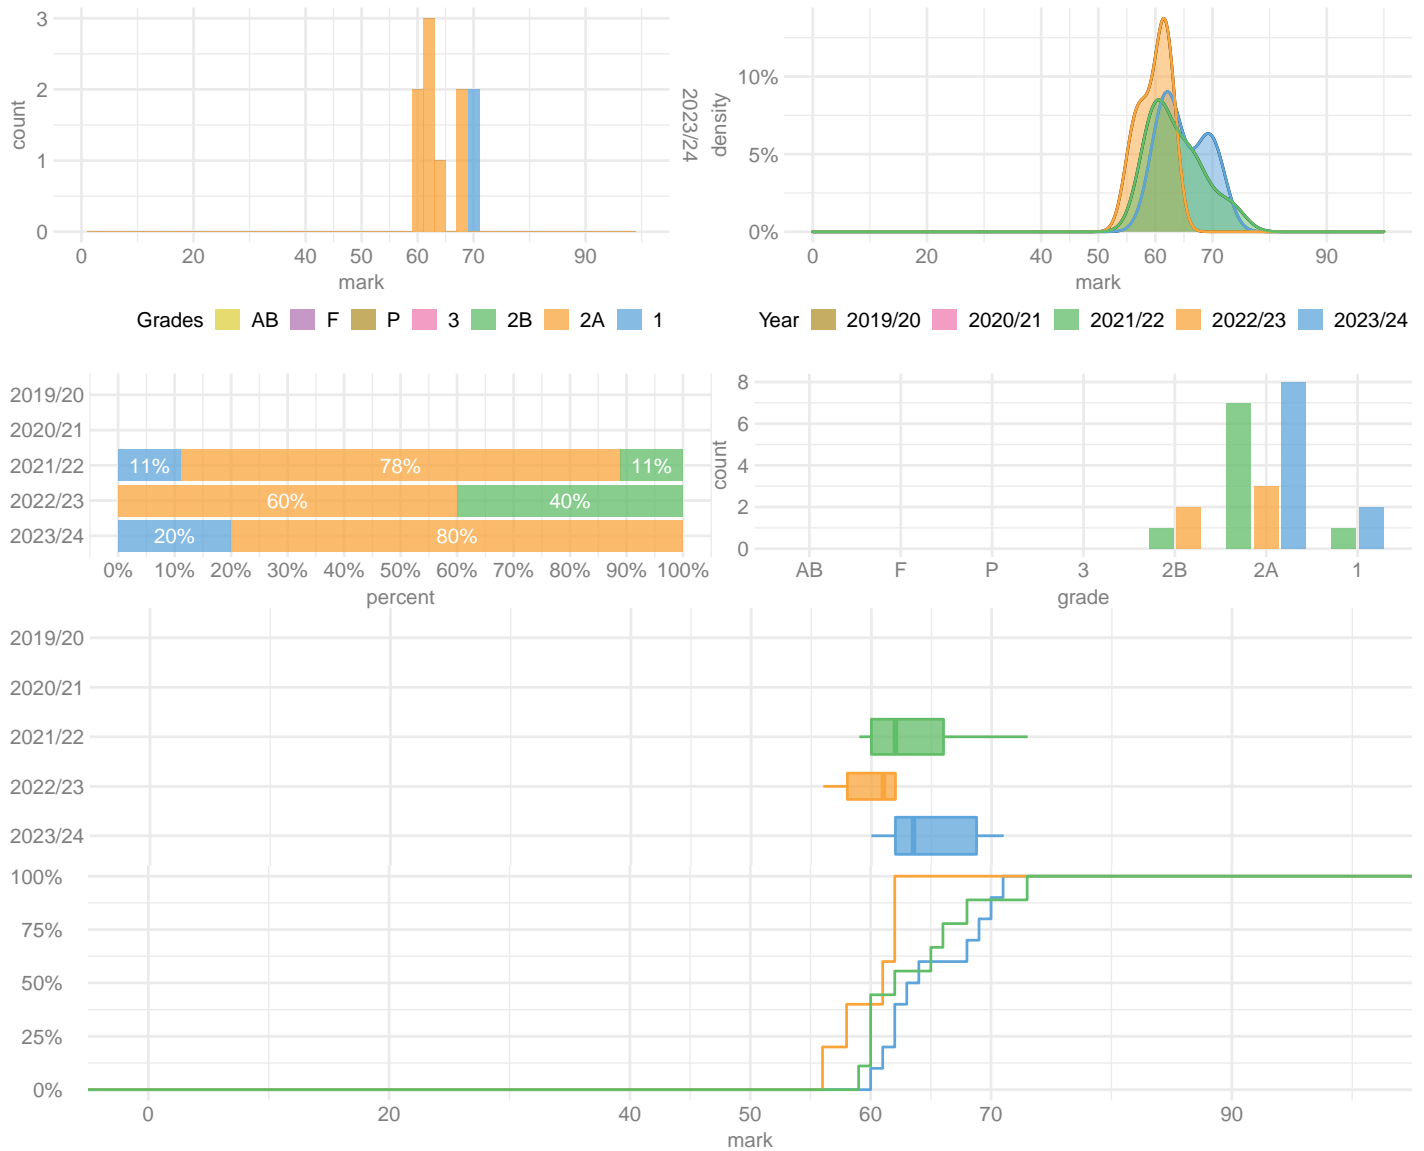 3
2
1
0
count
0 20 40 50 60 70 90
mark
2023/24
10%
5%
0%
density
0 20 40 50 60 70 90
mark
Grades AB F P 3 2B 2A 1
Year 2019/20 2020/21 2021/22 2022/23 2023/24
2019/20
2020/21
2021/22 11% 78% 11%
2022/23 60% 40%
2023/24 20% 80%
0% 10% 20% 30% 40% 50% 60% 70% 80% 90% 100%
percent
8
6
4
2
0
count
AB F P 3 2B 2A 1
grade
2019/20
2020/21
2021/22
2022/23
2023/24
100%
75%
50%
25%
0%
0 20 40 50 60 70 90
mark